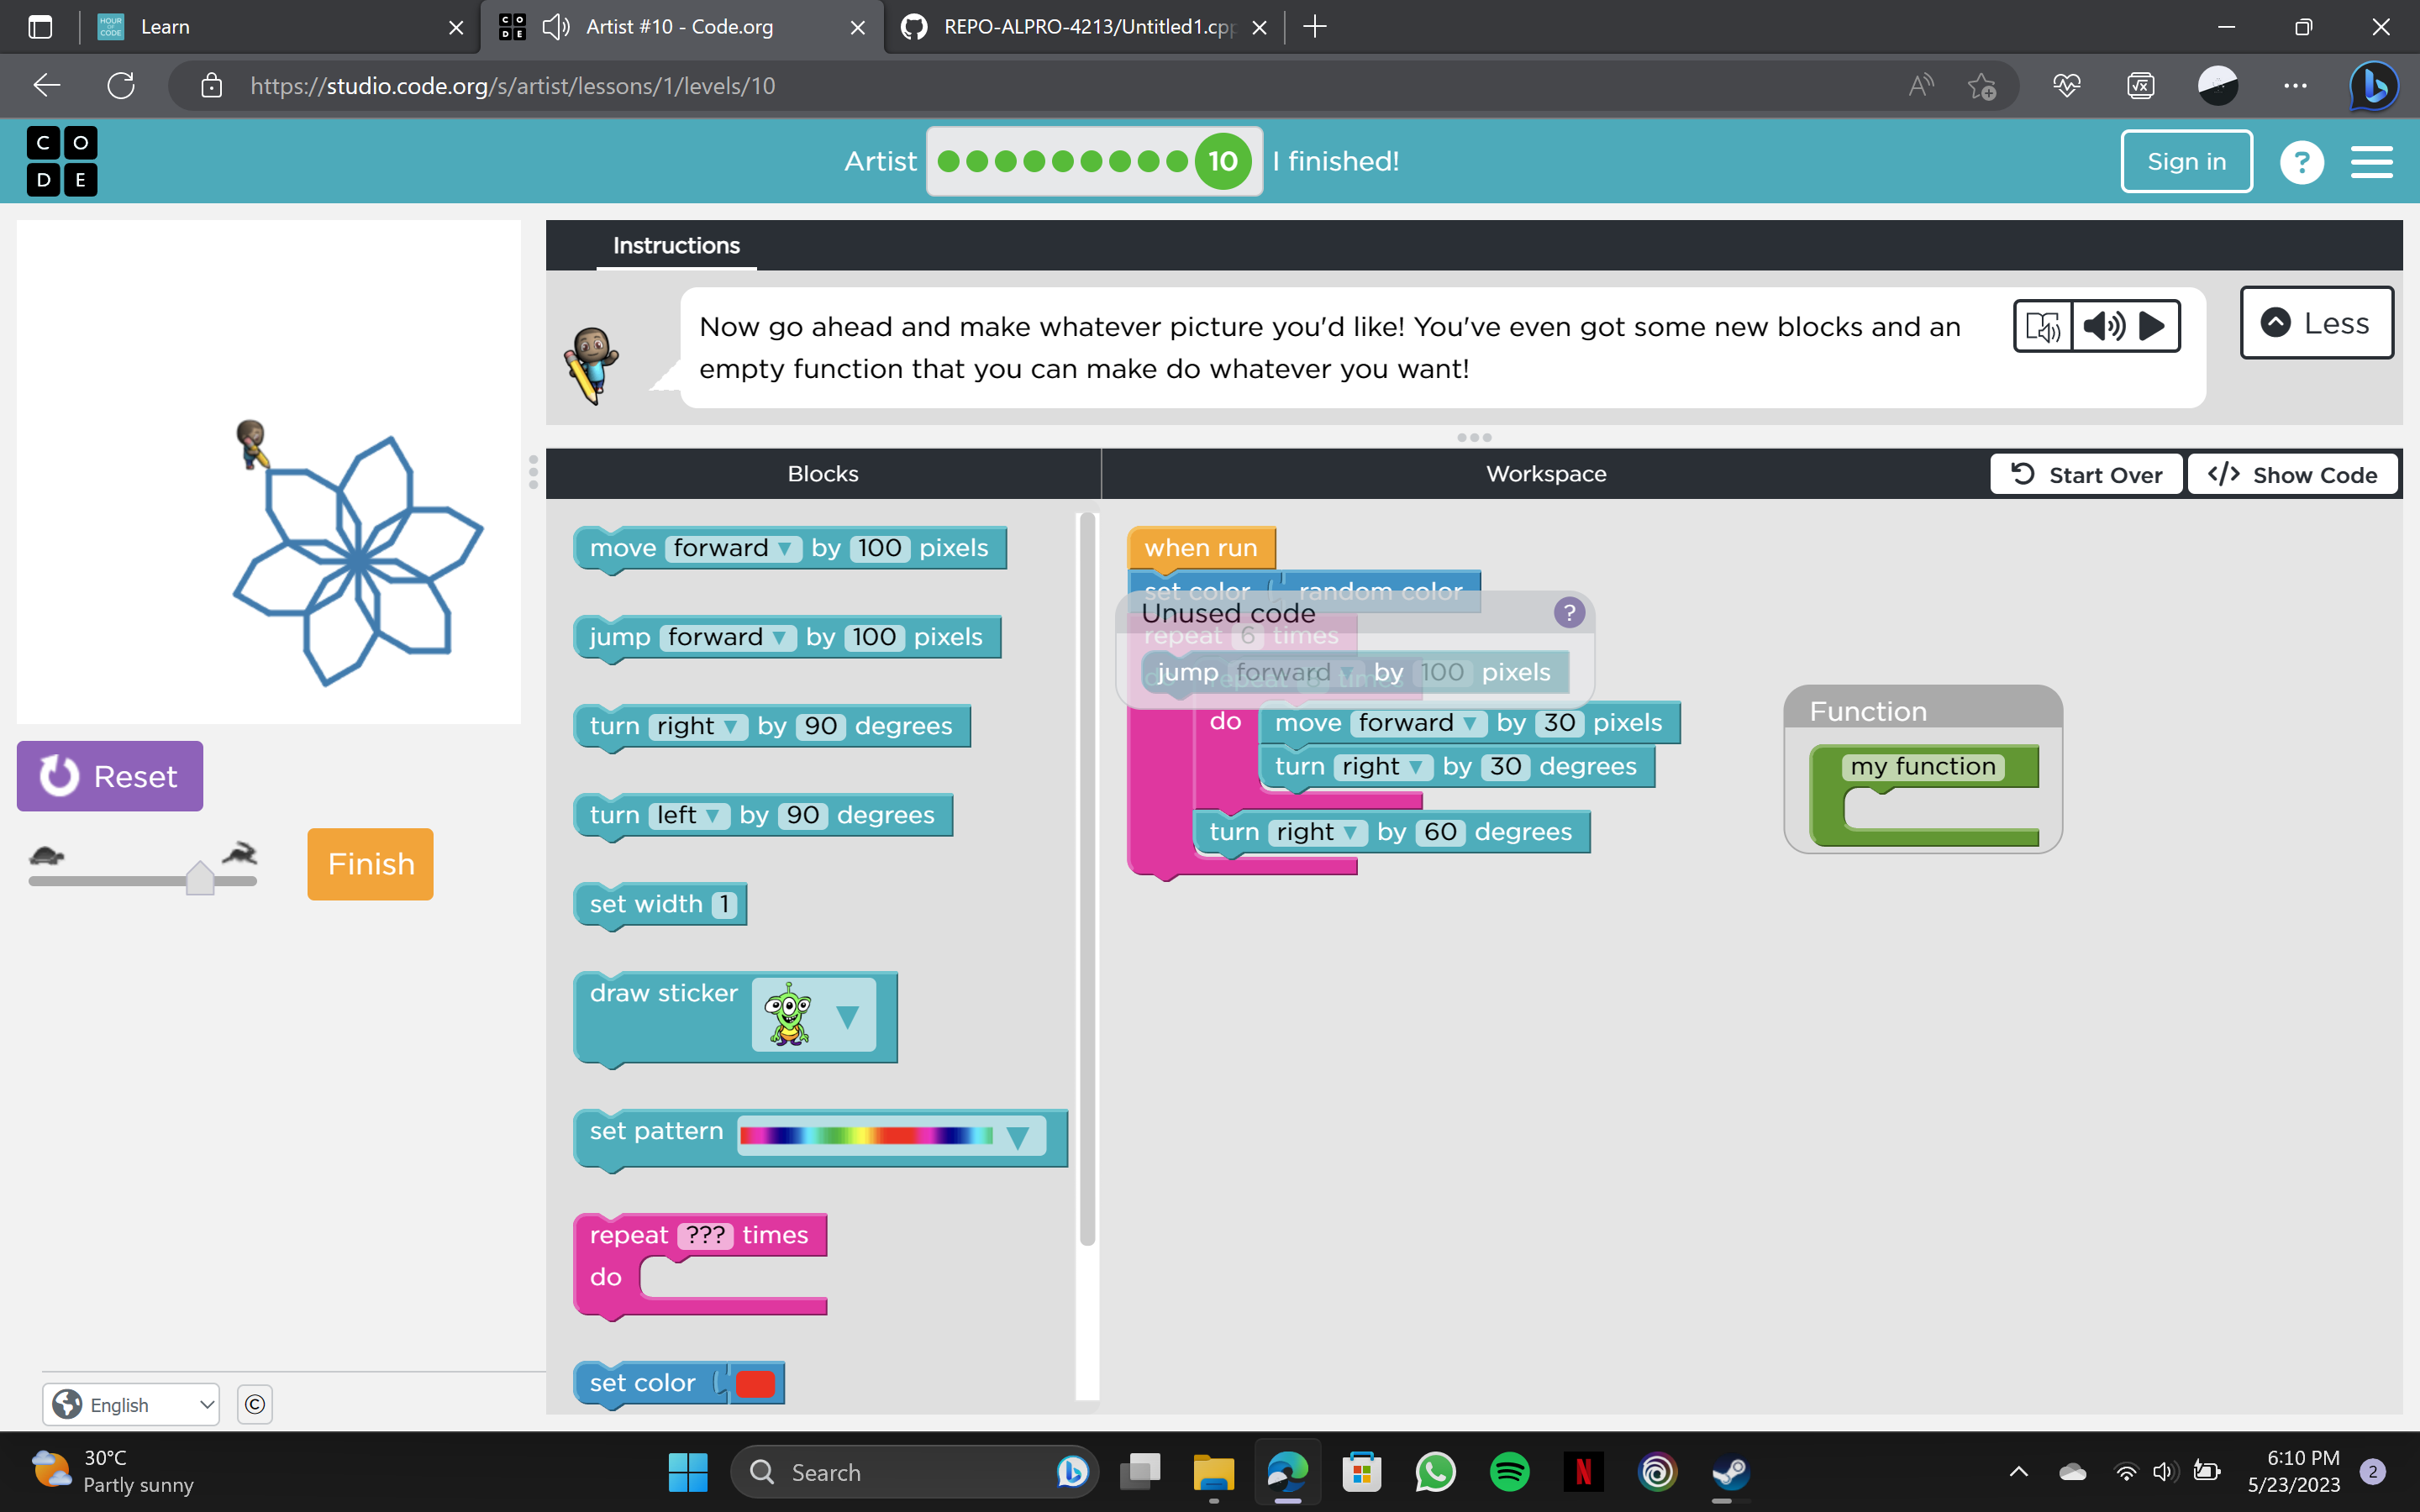 Learn
Artist #10 - Code.org
REPO-ALPRO-4213/Untitled1.cpp
https://studio.code.org/s/artist/lessons/1/levels/10
C O
D E
Artist
10
I finished!
Sign in
?
Instructions
Now go ahead and make whatever picture you'd like! You've even got some new blocks and an
empty function that you can make do whatever you want!
Less
Blocks
Workspace
Start Over
Show Code
move forward by 100 pixels
jump forward by 100 pixels
turn right by 90 degrees
turn left by 90 degrees
set width 1
draw sticker
set pattern
repeat ??? times
do
set color
when run
set color random color
Unused code
?
repeat 6 times
jump forward by 100 pixels
do move forward by 30 pixels
turn right by 30 degrees
turn right by 60 degrees
Function
my function
Reset
Finish
English
©
30°C
Partly sunny
Search
6:10 PM
5/23/2023
2